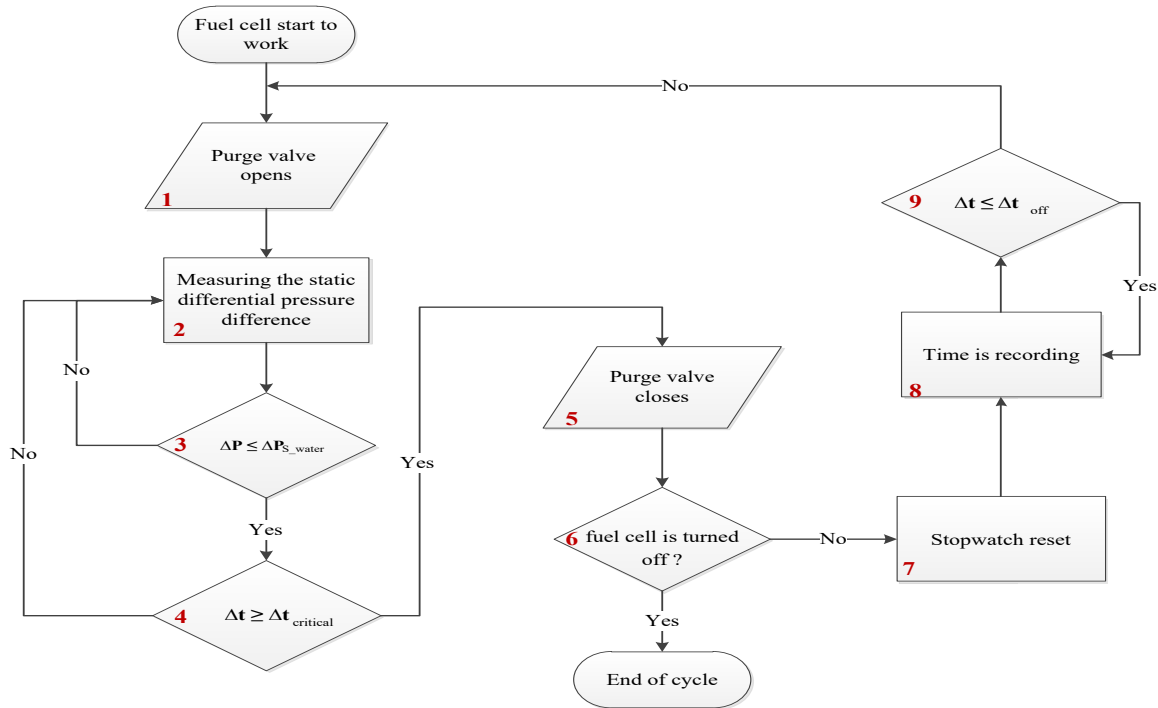 Fuel cell start to
work
No
Purge valve
opens
1
9
Δt ≤ Δt off
Yes
Measuring the static
differential pressure
difference
2
Time is recording
8
No
No
3
ΔP ≤ ΔPS_water
Yes
Purge valve
closes
5
Yes
6 fuel cell is turned
off ?
No
Stopwatch reset
7
4
Δt ≥ Δt critical
Yes
End of cycle